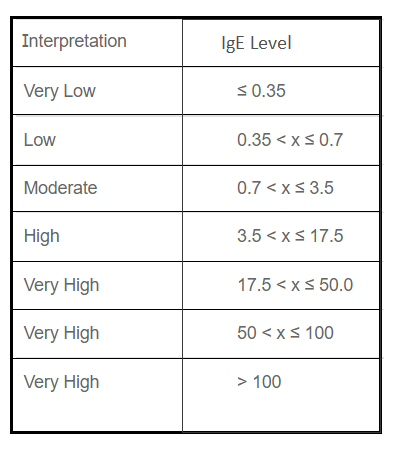 Interpretation IgE Level
Very Low ≤ 0.35
Low 0.35 < x ≤ 0.7
Moderate 0.7 < x ≤ 3.5
High 3.5 < x ≤ 17.5
Very High 17.5 < x ≤ 50.0
Very High 50 < x ≤ 100
Very High > 100